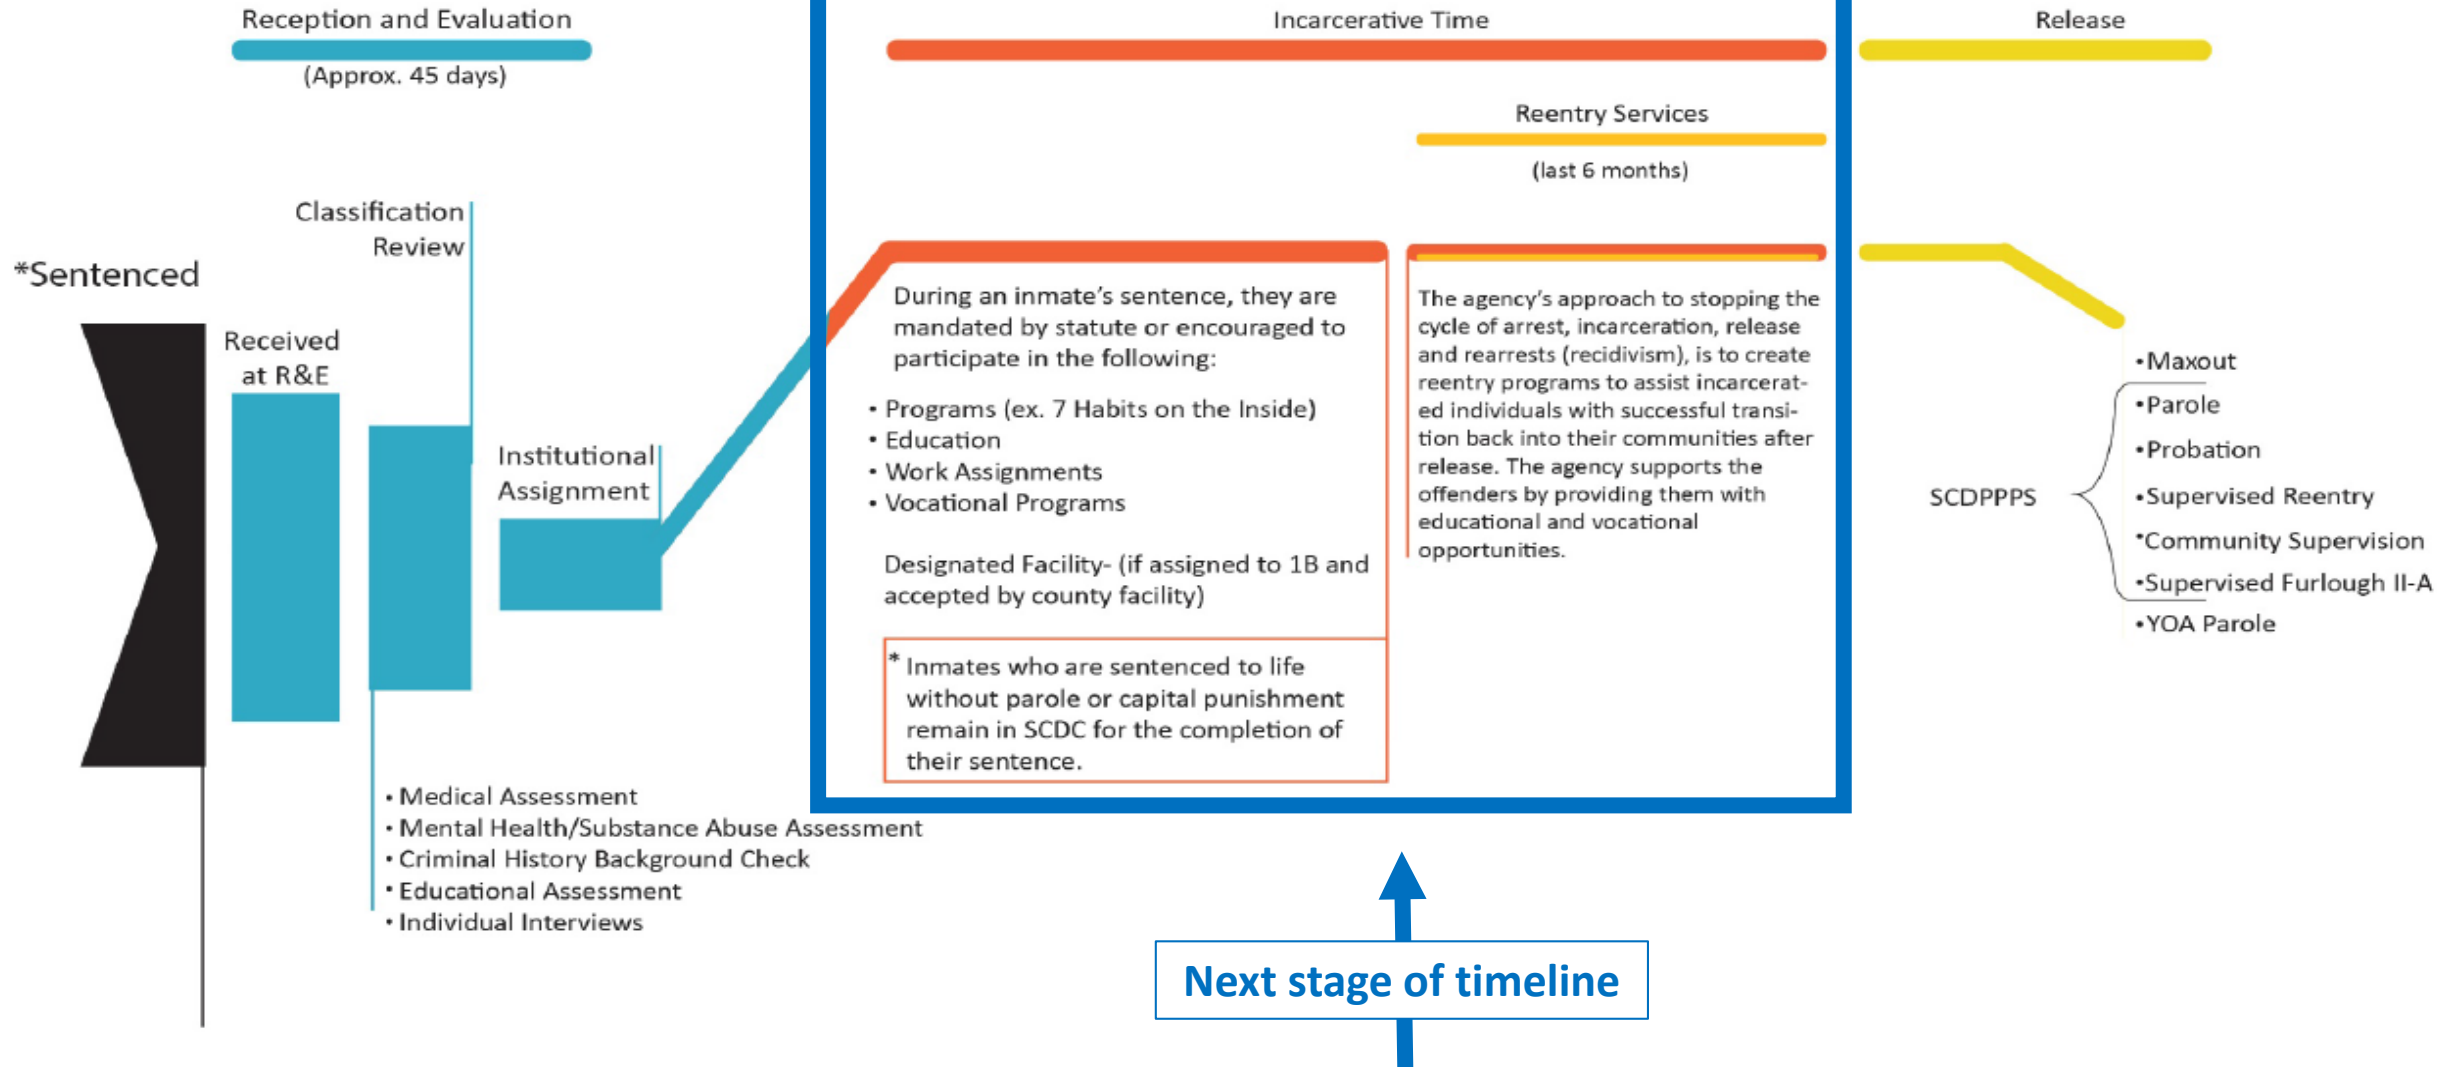 Reception and Evaluation
(Approx. 45 days)
Incarcerative Time
Release
Reentry Services
(last 6 months)
*Sentenced
Received
at R&E
Classification
Review
Institutional
Assignment
• Medical Assessment
• Mental Health/Substance Abuse Assessment
• Criminal History Background Check
• Educational Assessment
• Individual Interviews
During an inmate's sentence, they are
mandated by statute or encouraged to
participate in the following:
• Programs (ex. 7 Habits on the Inside)
• Education
• Work Assignments
• Vocational Programs
Designated Facility- (if assigned to 1B and
accepted by county facility)
* Inmates who are sentenced to life
without parole or capital punishment
remain in SCDC for the completion of
their sentence.
The agency's approach to stopping the
cycle of arrest, incarceration, release
and rearrests (recidivism), is to create
reentry programs to assist incarcerat-
ed individuals with successful transi-
tion back into their communities after
release. The agency supports the
offenders by providing them with
educational and vocational
opportunities.
SCDPPPS
•Maxout
•Parole
•Probation
•Supervised Reentry
•Community Supervision
•Supervised Furlough II-A
•YOA Parole
Next stage of timeline